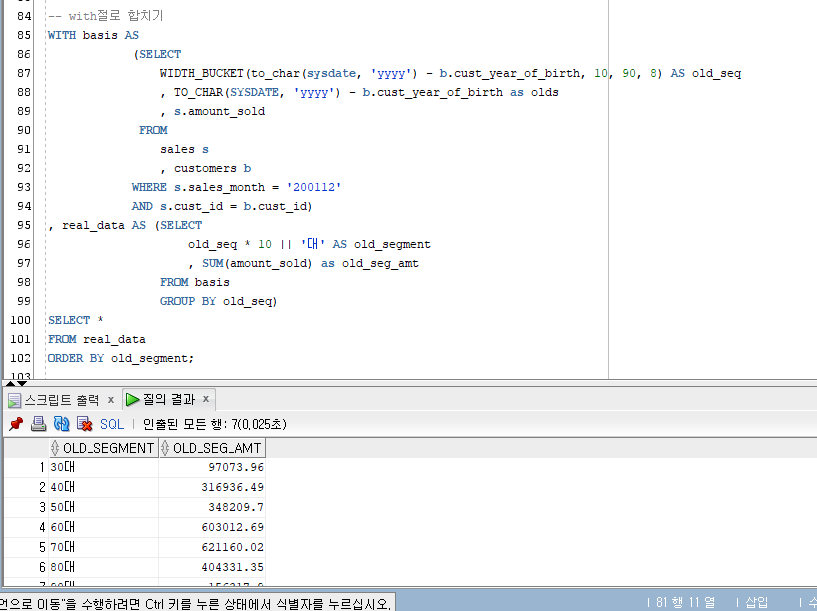 84 -- with절로 합치기
85 WITH basis AS
86 (SELECT
87 WIDTH_BUCKET(to_char(sysdate, 'yyyy') - b.cust_year_of_birth, 10, 90, 8) AS old_seq
88 , TO_CHAR(SYSDATE, 'yyyy') - b.cust_year_of_birth as olds
89 , s.amount_sold
90 FROM
91 sales s
92 , customers b
93 WHERE s.sales_month = '200112'
94 AND s.cust_id = b.cust_id)
95 , real_data AS (SELECT
96 old_seq * 10 || '대' AS old_segment
97 , SUM(amount_sold) as old_seg_amt
98 FROM basis
99 GROUP BY old_seq)
100 SELECT *
101 FROM real_data
102 ORDER BY old_segment;
103
스크립트 출력 x 질의 결과 x
SQL | 인출된 모든 행: 7(0,025초)
OLD_SEGMENT OLD_SEG_AMT
1 30대 97073.96
2 40대 316936.49
3 50대 348209.7
4 60대 603012.69
5 70대 621160.02
6 80대 404331.35
언으로 이동"을 수행하려면 Ctrl 키를 누른 상태에서 식별자를 누르십시오, | 81 행 11 열 | 삽입 | 수